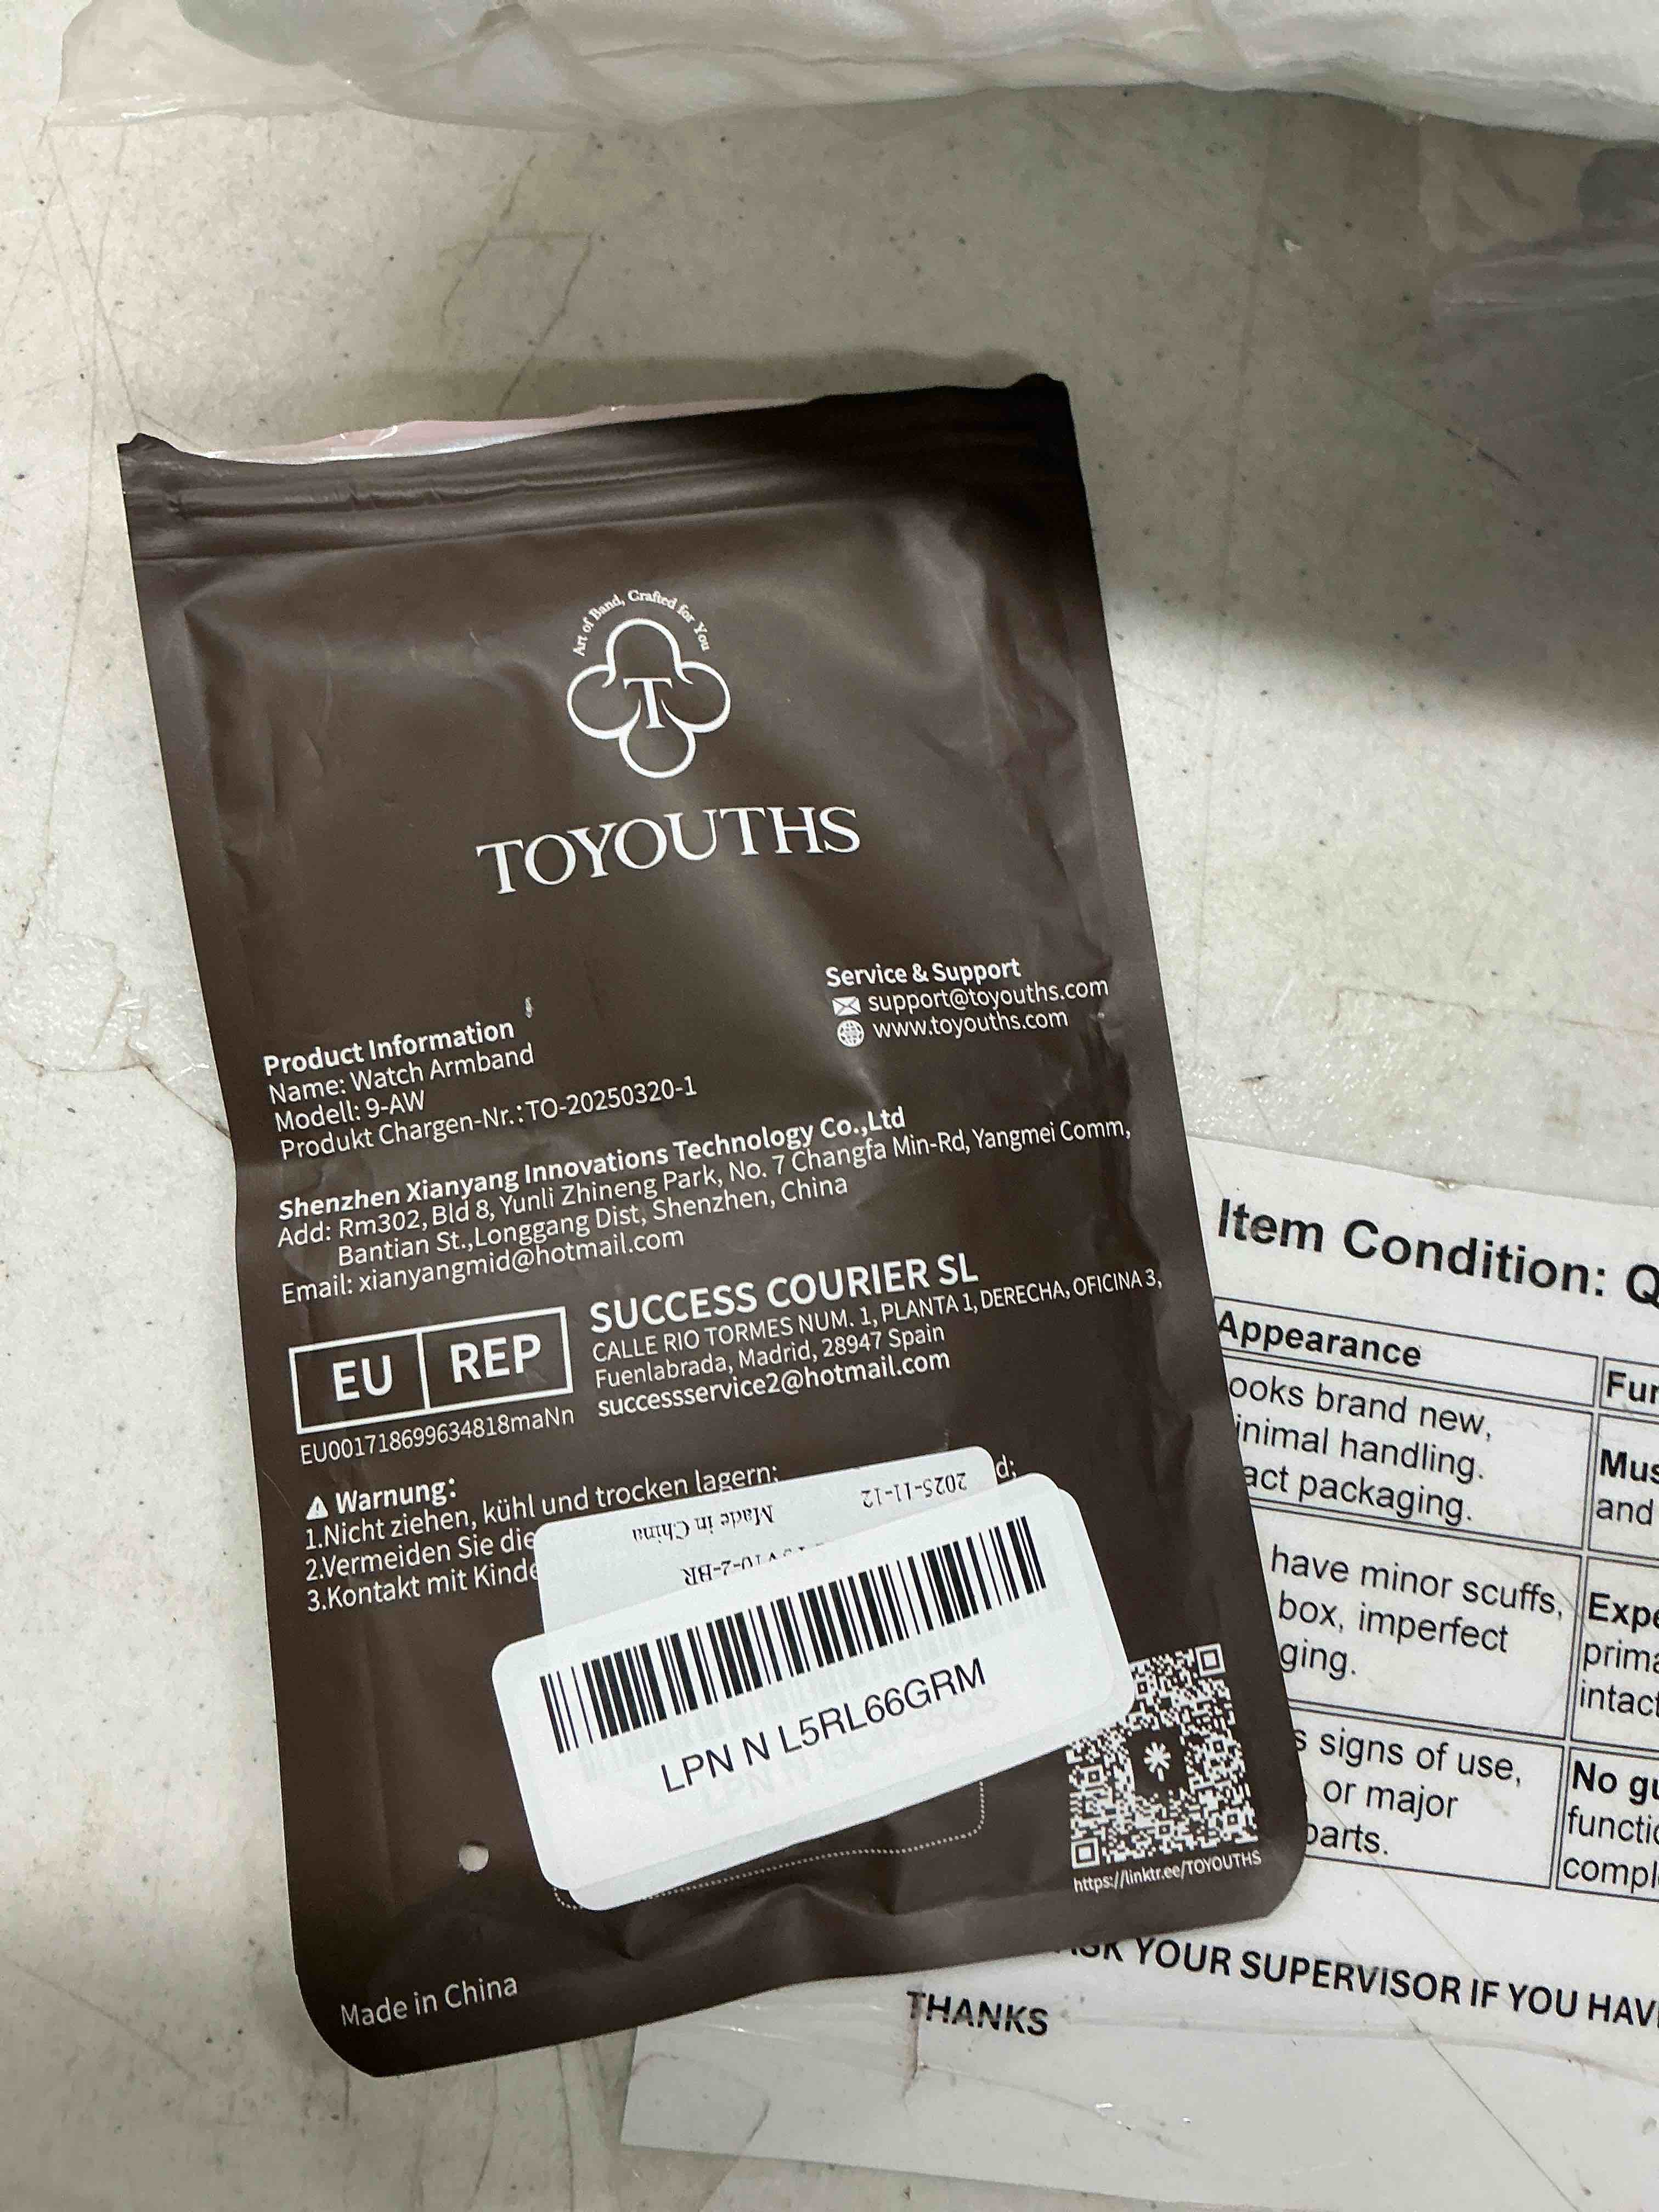 Art of Band, Crafted for You
T
TOYOUTHS
Service & Support
support@toyouths.com
www.toyouths.com
Product Information
Name: Watch Armband
Modell: 9-AW
Produkt Chargen-Nr.:TO-20250320-1
Shenzhen Xianyang Innovations Technology Co.,Ltd
Add: Rm302, Bld 8, Yunli Zhineng Park, No. 7 Changfa Min-Rd, Yangmei Comm,
Bantian St.,Longgang Dist, Shenzhen, China
Email: xianyangmid@hotmail.com
EU REP
SUCCESS COURIER SL
CALLE RIO TORMES NUM. 1, PLANTA 1, DERECHA, OFICINA 3,
Fuenlabrada, Madrid, 28947 Spain
successservice2@hotmail.com
EU001718699634818maNn
Warnung:
1.Nicht ziehen, kühl und trocken lagern;
2.Vermeiden Sie die
d;
3.Kontakt mit Kinde
2025-11-12
Made in China
10-2-BR
LPN N L5RL66GRM
https://linktr.ee/TOYOUTHS
Made in China
Item Condition: Q
Appearance
Fun
ooks brand new,
inimal handling.
act packaging.
Mus
and
have minor scuffs,
box, imperfect
ging.
Expe
prima
intact
s signs of use,
or major
parts.
No gu
functio
compl
ASK YOUR SUPERVISOR IF YOU HAV
THANKS